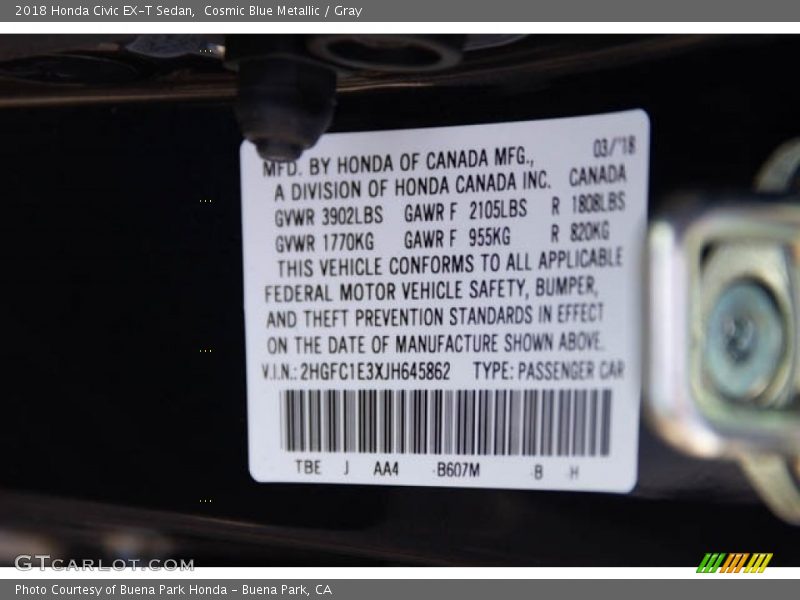 2018 Honda Civic EX-T Sedan,  Cosmic Blue Metallic / Gray
MFD. BY HONDA OF CANADA MFG., 03/'18
A DIVISION OF HONDA CANADA INC. CANADA
GVWR 3902LBS GAWR F 2105LBS R 1808LBS
GVWR 1770KG GAWR F 955KG R 820KG
THIS VEHICLE CONFORMS TO ALL APPLICABLE
FEDERAL MOTOR VEHICLE SAFETY, BUMPER,
AND THEFT PREVENTION STANDARDS IN EFFECT
ON THE DATE OF MANUFACTURE SHOWN ABOVE.
V.I.N.: 2HGFC1E3XJH645862 TYPE: PASSENGER CAR
TBE J AA4 -B607M -B -H
GTCARLOT.COM
Photo Courtesy of Buena Park Honda - Buena Park, CA